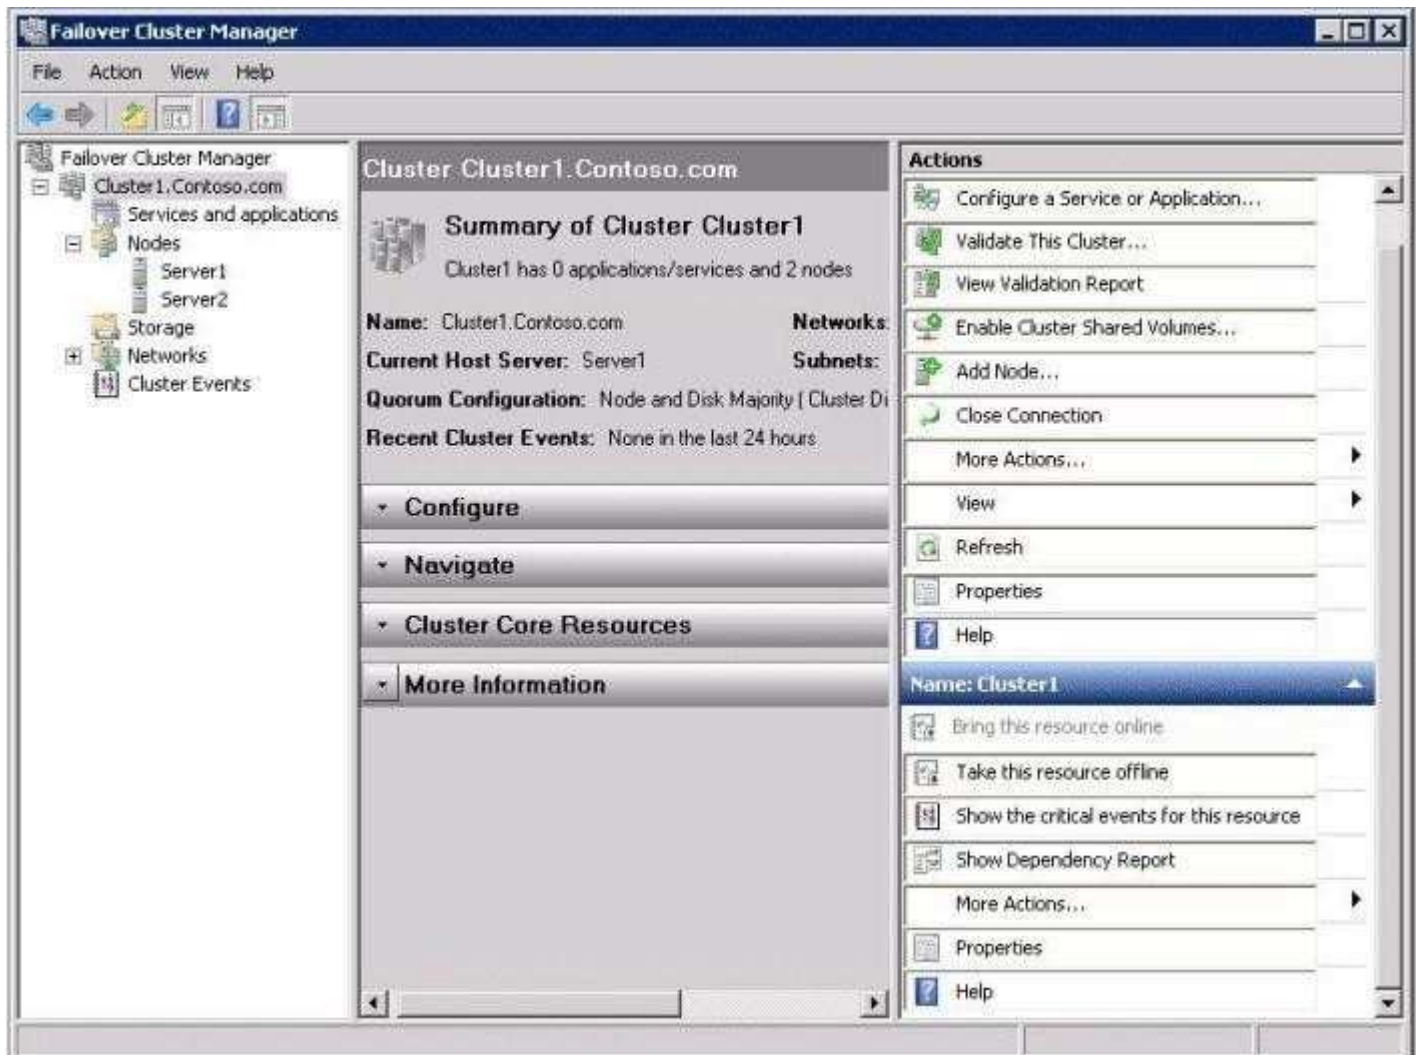 Failover Cluster Manager
File Action View Help
Failover Cluster Manager
Cluster1.Contoso.com
Services and applications
Nodes
Server1
Server2
Storage
Networks
Cluster Events
Cluster Cluster1.Contoso.com
Summary of Cluster Cluster1
Cluster1 has 0 applications/services and 2 nodes
Name: Cluster1.Contoso.com Networks:
Current Host Server: Server1 Subnets:
Quorum Configuration: Node and Disk Majority ( Cluster Di
Recent Cluster Events: None in the last 24 hours
Configure
Navigate
Cluster Core Resources
More Information
Actions
Configure a Service or Application...
Validate This Cluster...
View Validation Report
Enable Cluster Shared Volumes...
Add Node...
Close Connection
More Actions...
View
Refresh
Properties
Help
Name: Cluster1
Bring this resource online
Take this resource offline
Show the critical events for this resource
Show Dependency Report
More Actions...
Properties
Help